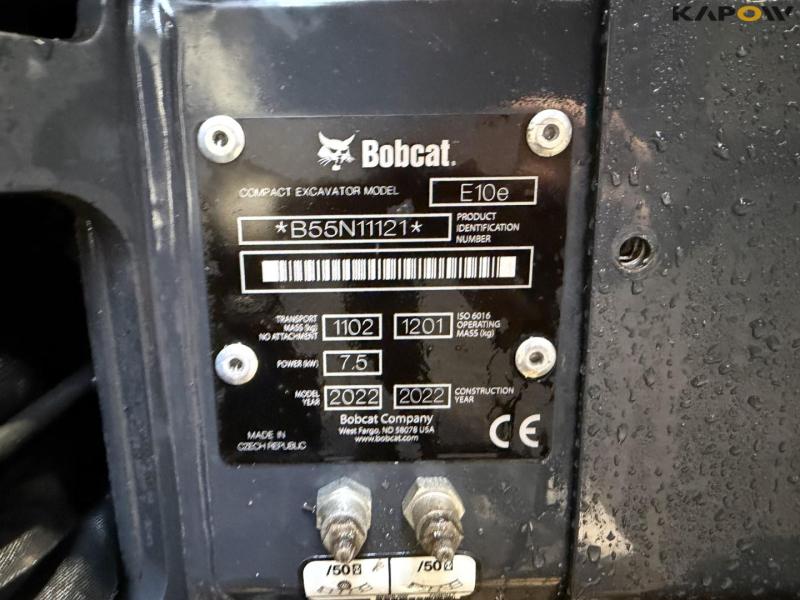 KAPOW
Bobcat.
COMPACT EXCAVATOR MODEL E10e
*B55N11121* PRODUCT IDENTIFICATION NUMBER
TRANSPORT MASS (kg) NO ATTACHMENT 1102 1201 ISO 6016 OPERATING MASS (kg)
POWER (kW) 7.5
MODEL YEAR 2022 2022 CONSTRUCTION YEAR
Bobcat Company
West Fargo, ND 58078 USA
www.bobcat.com
MADE IN
CZECH REPUBLIC
CE
/50 /50